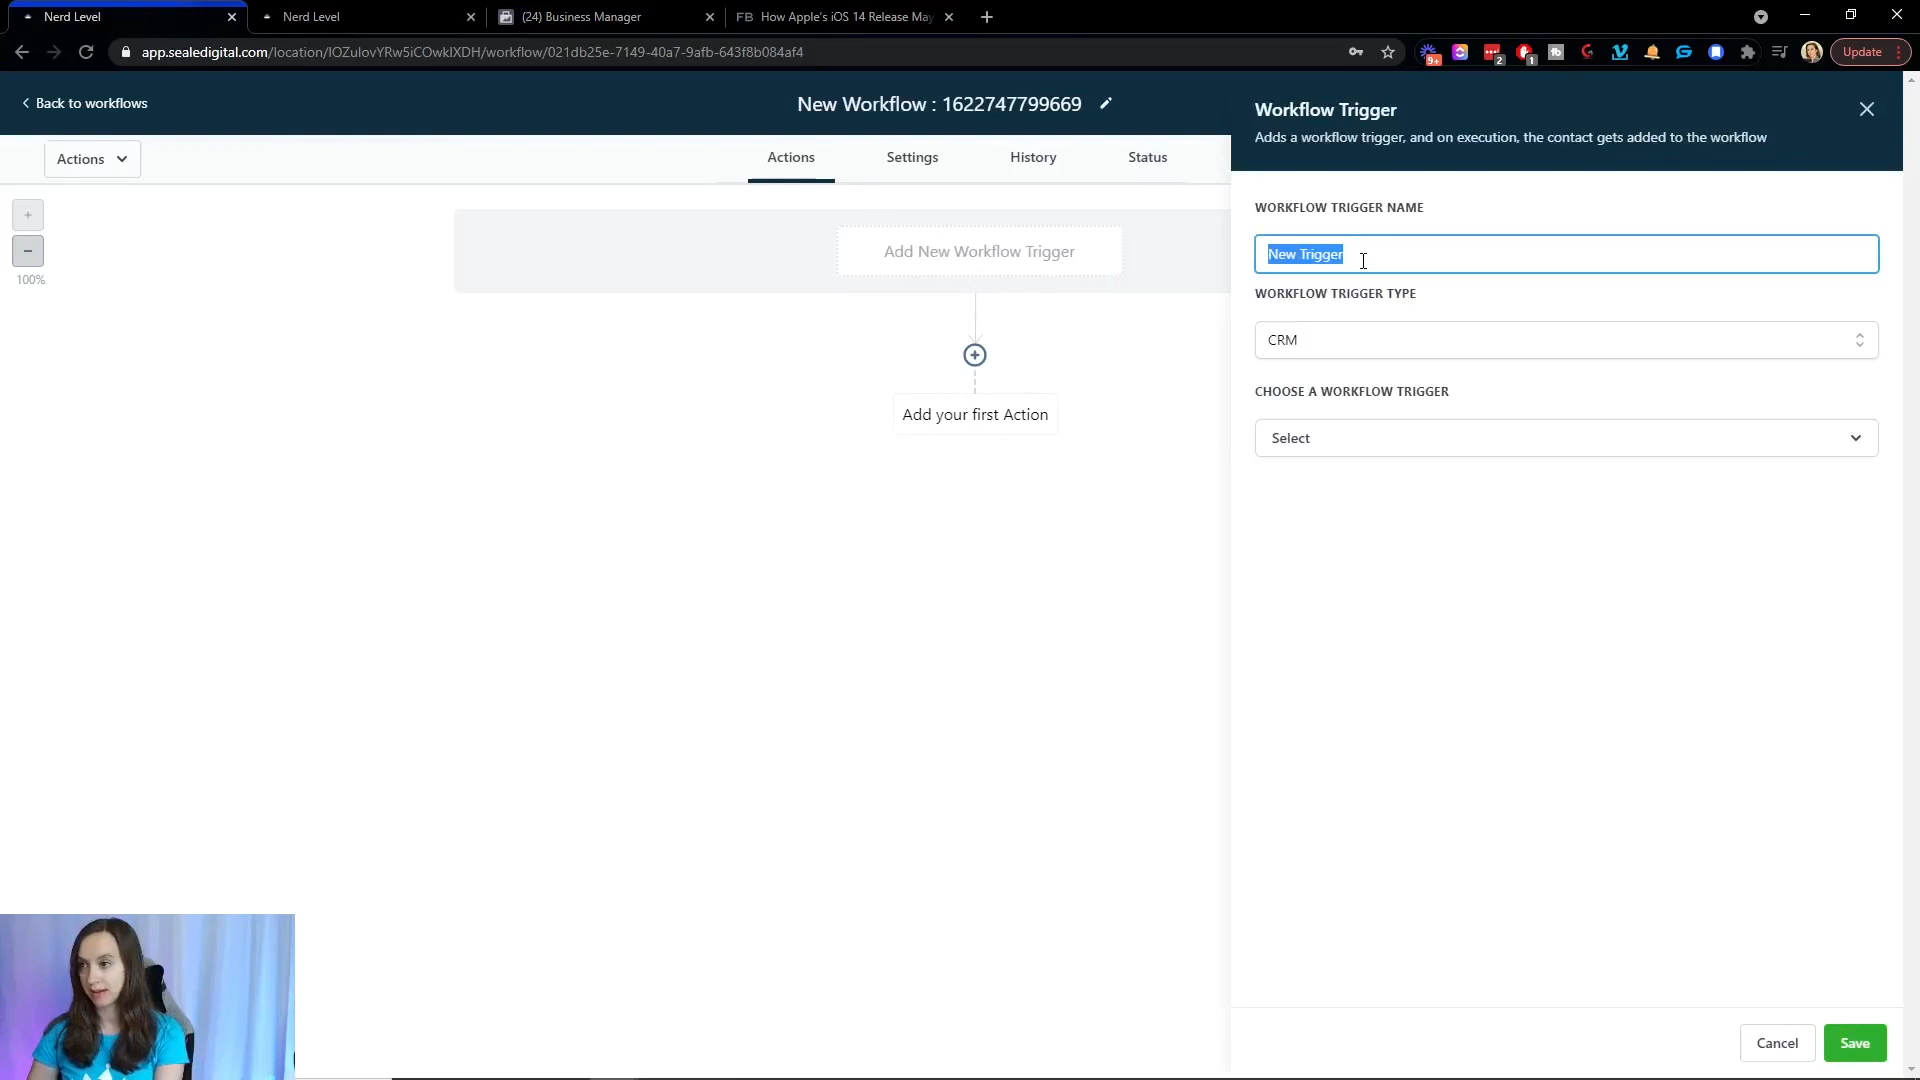 Nerd Level
Nerd Level
(24) Business Manager
FB How Apple's iOS 14 Release May
app.sealedigital.com/location/IOZulovYRw5iCOwkIXDH/workflow/021db25e-7149-40a7-9afb-643f8b084af4
9+
2
1
Update
Back to workflows
New Workflow : 1622747799669
Actions
Actions
Settings
History
Status
+
−
100%
Add New Workflow Trigger
Add your first Action
Workflow Trigger
Adds a workflow trigger, and on execution, the contact gets added to the workflow
WORKFLOW TRIGGER NAME
New Trigger
WORKFLOW TRIGGER TYPE
CRM
CHOOSE A WORKFLOW TRIGGER
Select
Cancel
Save